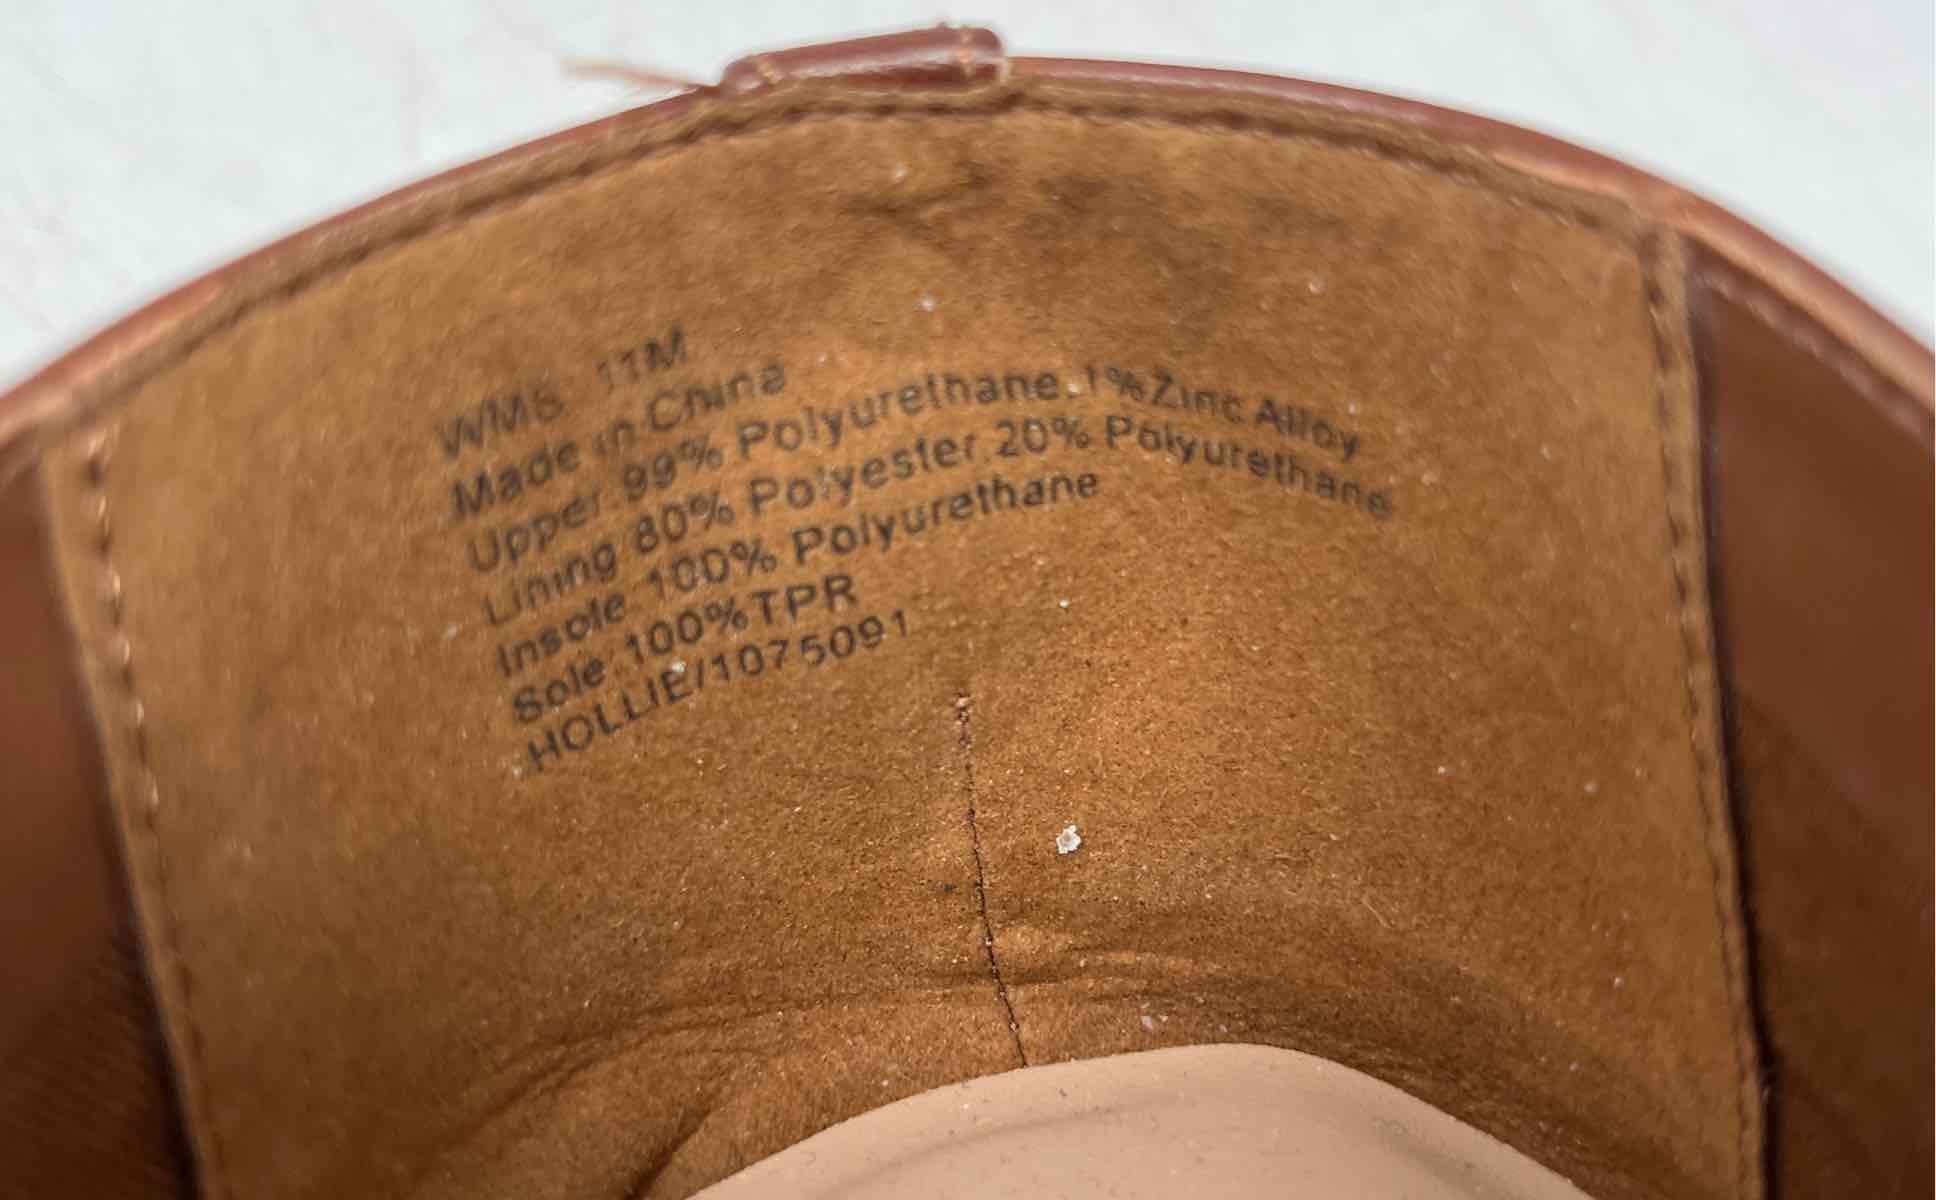 WMS 11M
Made in China
Upper 99% Polyurethane 1% Zinc Alloy
Lining 80% Polyester 20% Polyurethane
Insole 100% Polyurethane
Sole 100% TPR
HOLLIE/1075091